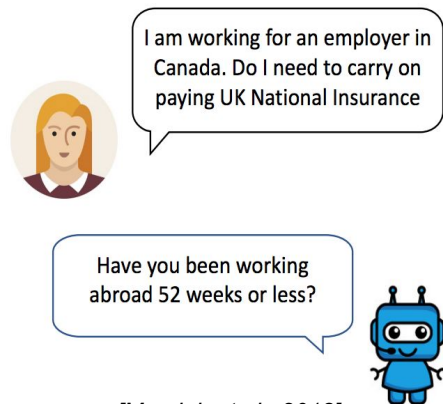 I am working for an employer in
Canada. Do I need to carry on
paying UK National Insurance
Have you been working
abroad 52 weeks or less?